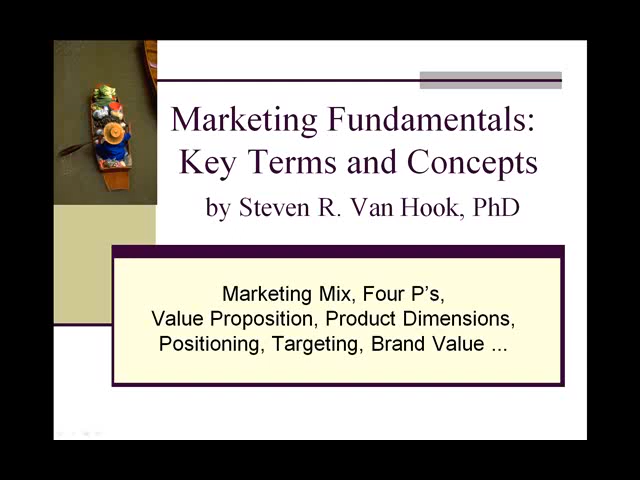 Marketing Fundamentals:
Key Terms and Concepts
by Steven R. Van Hook, PhD
Marketing Mix, Four P’s,
Value Proposition, Product Dimensions,
Positioning, Targeting, Brand Value ...